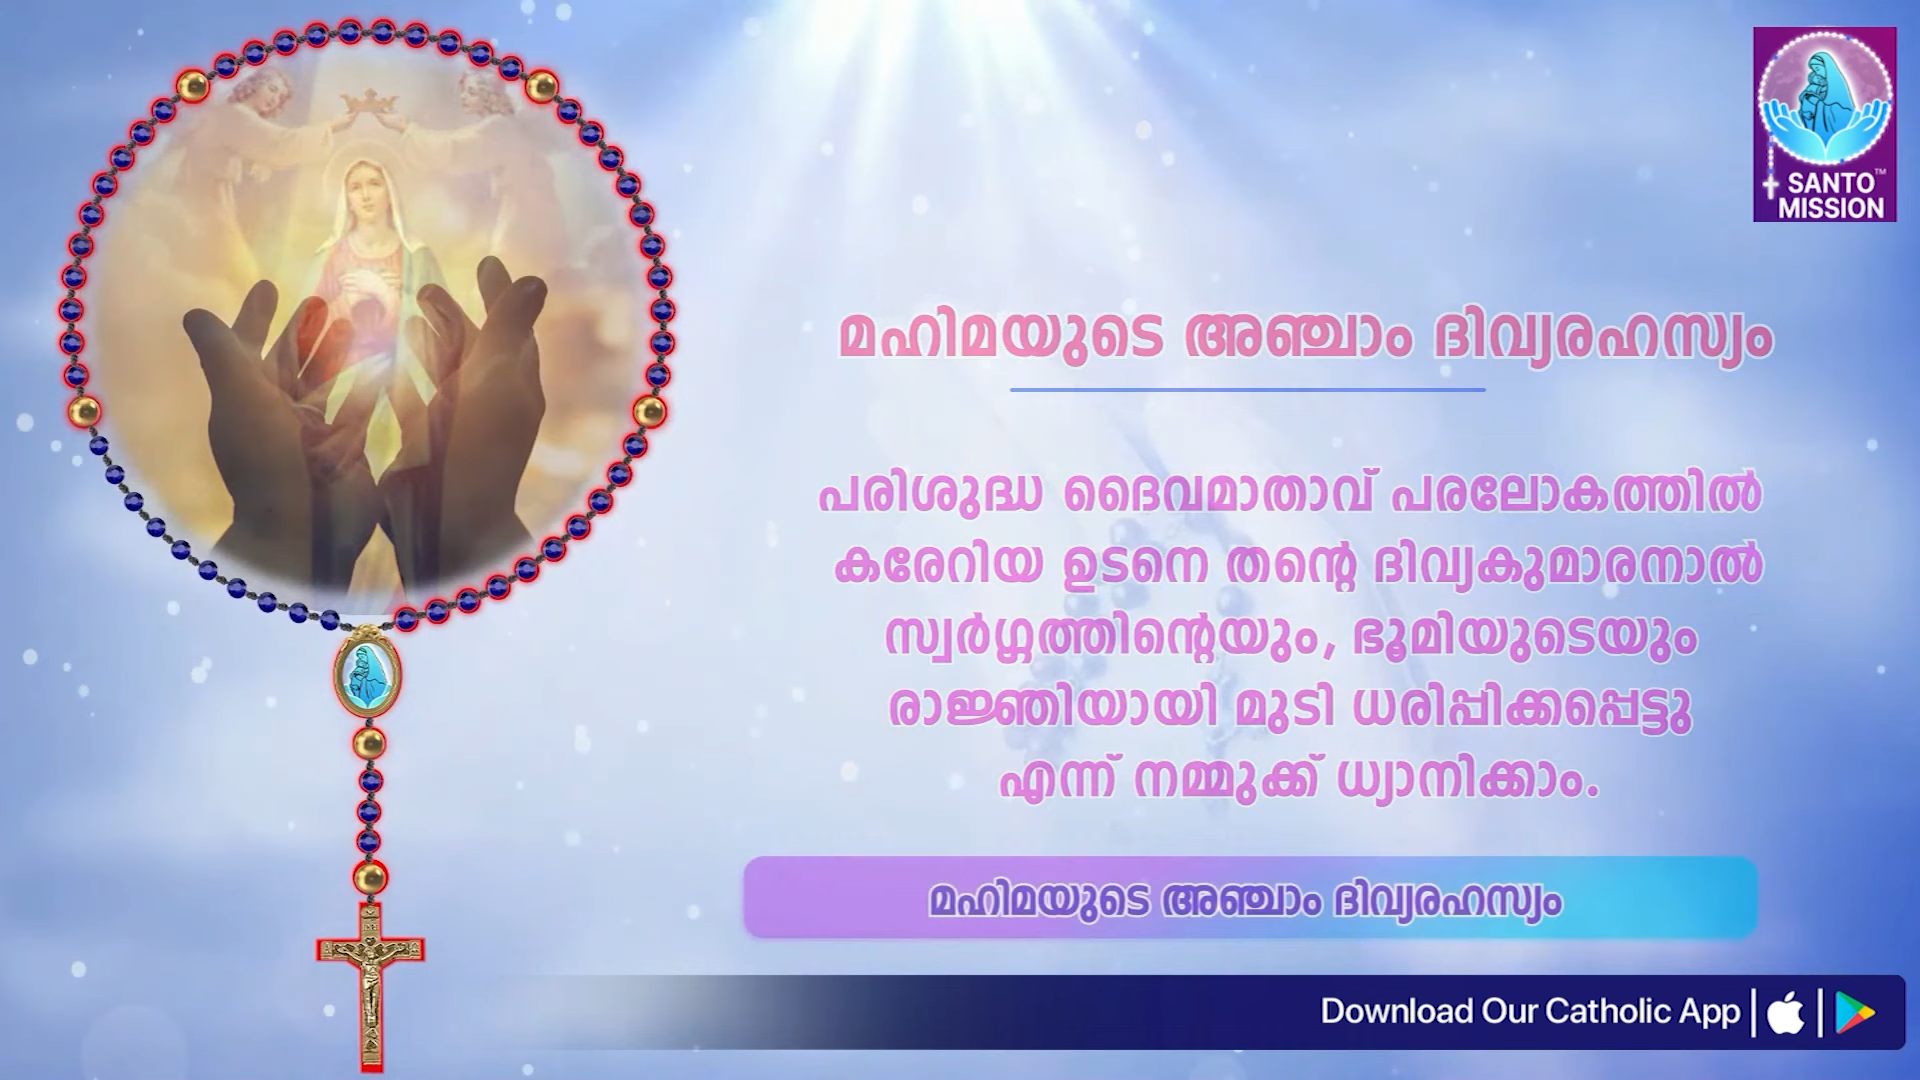 SANTO™
MISSION
മഹിമയുടെ അഞ്ചാം ദിവ്യരഹസ്യം
പരിശുദ്ധ ദൈവമാതാവ് പരലോകത്തിൽ
കരേറിയ ഉടനെ തന്റെ ദിവ്യകുമാരനാൽ
സ്വർഗ്ഗത്തിന്റെയും, ഭൂമിയുടെയും
രാജ്ഞിയായി മുടി ധരിപ്പിക്കപ്പെട്ടു
എന്ന് നമ്മുക്ക് ധ്യാനിക്കാം.
മഹിമയുടെ അഞ്ചാം ദിവ്യരഹസ്യം
Download Our Catholic App